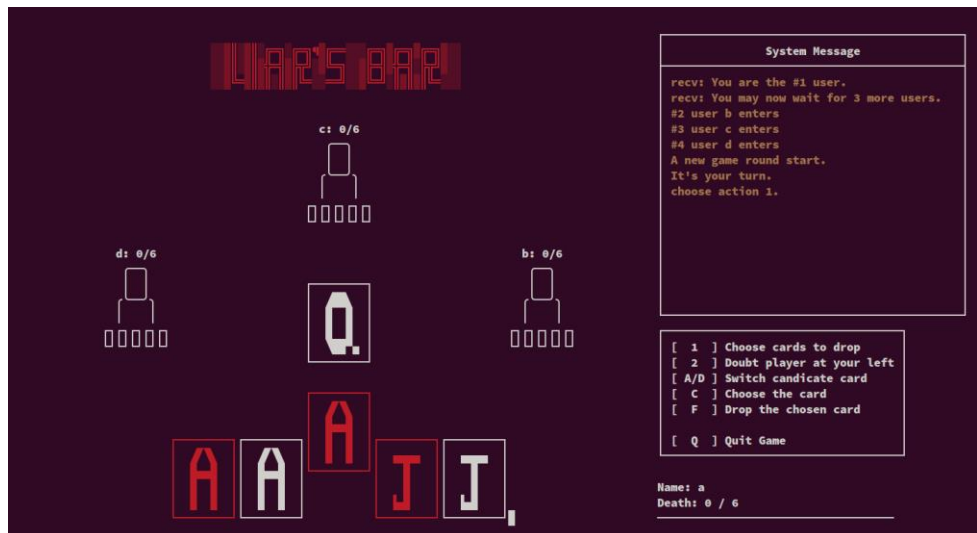 LIAR'S BAR
c: 0/6
d: 0/6
b: 0/6
Q
A
A
A
J
J
System Message
recv: You are the #1 user.
recv: You may now wait for 3 more users.
#2 user b enters
#3 user c enters
#4 user d enters
A new game round start.
It's your turn.
choose action 1.
[ 1 ] Choose cards to drop
[ 2 ] Doubt player at your left
[ A/D ] Switch candicate card
[ C ] Choose the card
[ F ] Drop the chosen card
[ Q ] Quit Game
Name: a
Death: 0 / 6